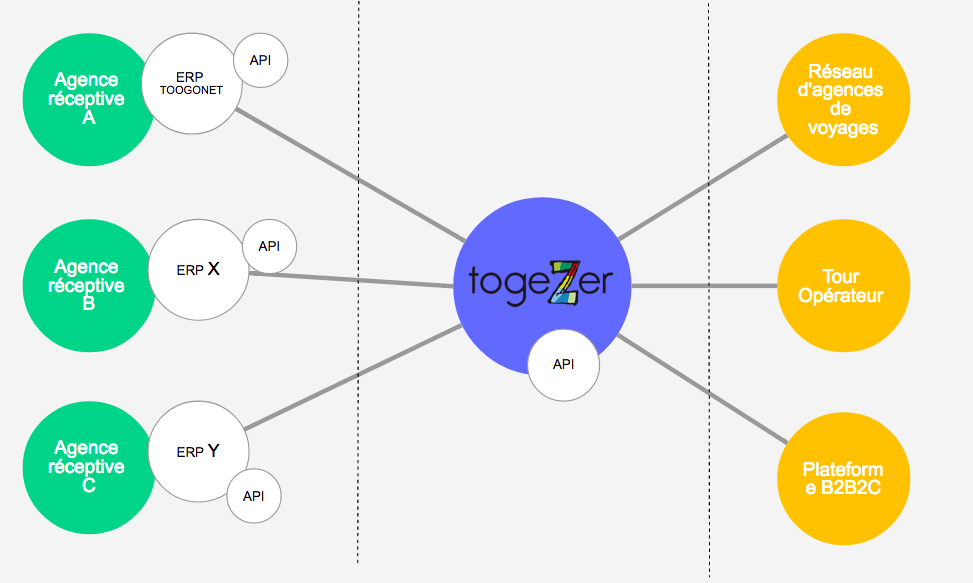 Agence
réceptive
A
ERP
TOOGONET
API
Réseau
d'agences
de
voyages
Agence
réceptive
B
ERP X
API
togeZer
API
Tour
Opérateur
Agence
réceptive
C
ERP Y
API
Plateform
e B2B2C